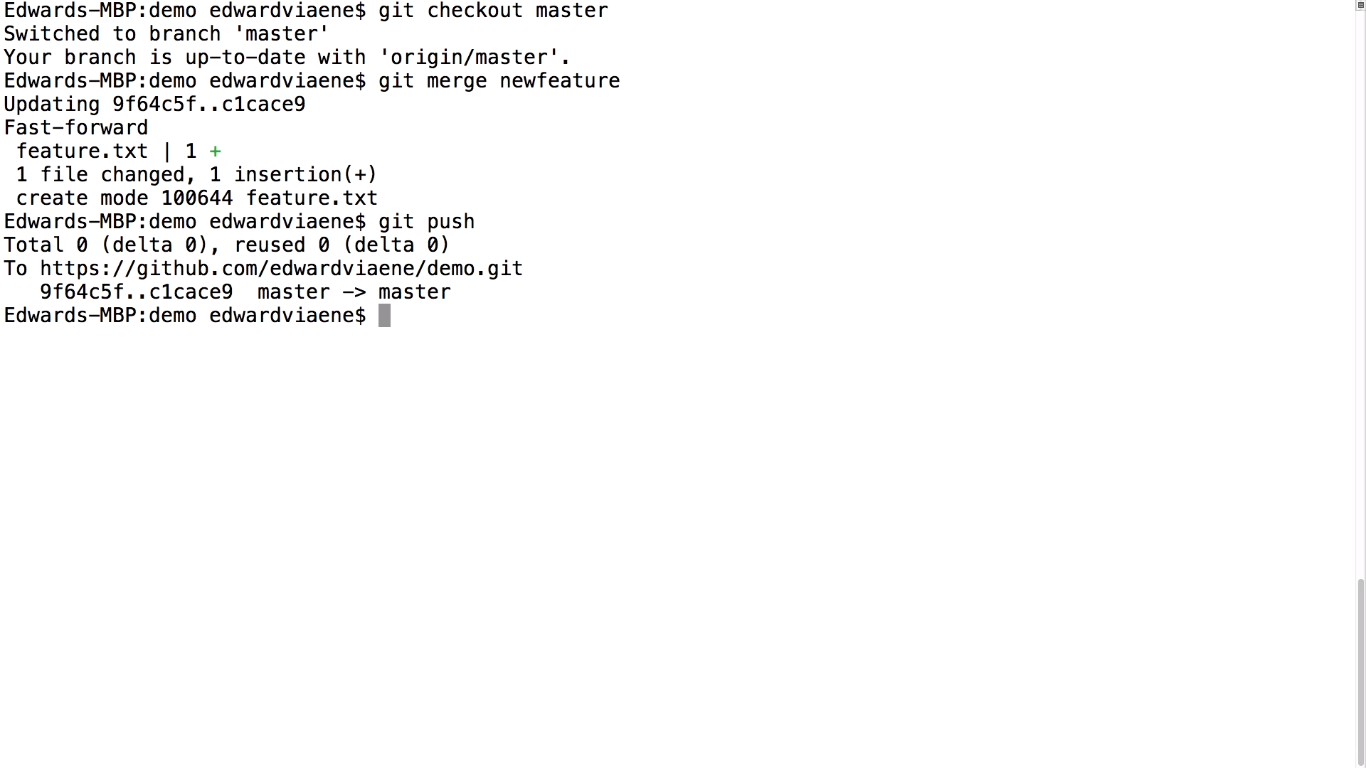 Edwards-MBP:demo edwardviaene$ git checkout master
Switched to branch 'master'
Your branch is up-to-date with 'origin/master'.
Edwards-MBP:demo edwardviaene$ git merge newfeature
Updating 9f64c5f..c1cace9
Fast-forward
 feature.txt | 1 +
 1 file changed, 1 insertion(+)
 create mode 100644 feature.txt
Edwards-MBP:demo edwardviaene$ git push
Total 0 (delta 0), reused 0 (delta 0)
To https://github.com/edwardviaene/demo.git
   9f64c5f..c1cace9  master -> master
Edwards-MBP:demo edwardviaene$